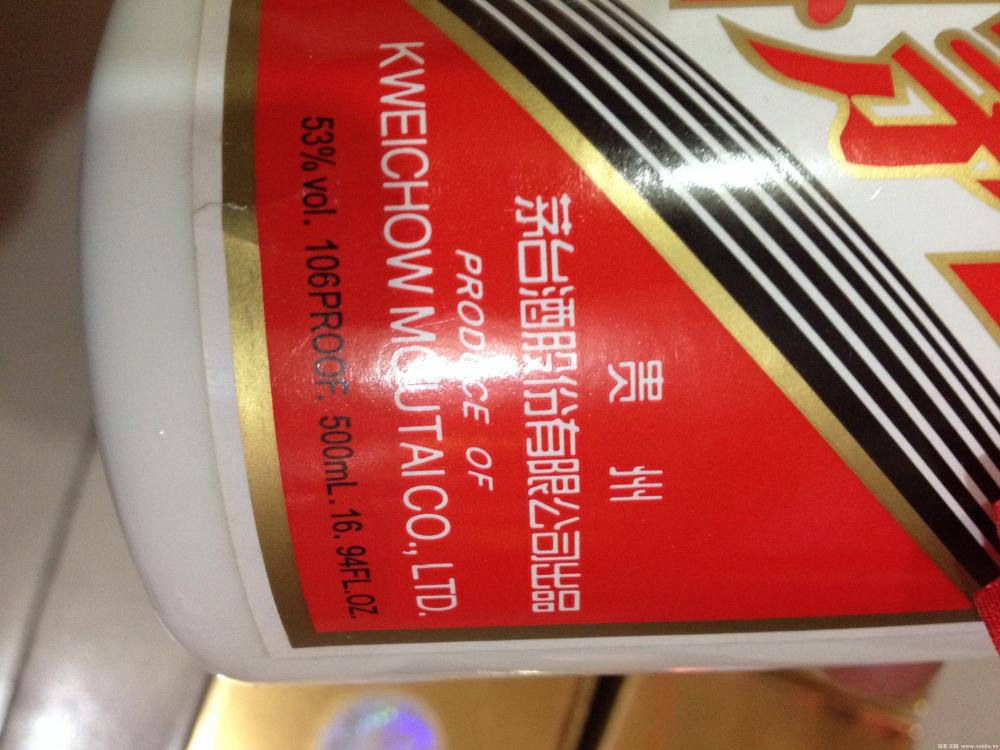 贵州
茅台酒股份有限公司出品
PRODUCE OF
KWEICHOW MOUTAI CO., LTD.
53% vol. 106PROOF. 500mL. 16. 94FL.OZ.